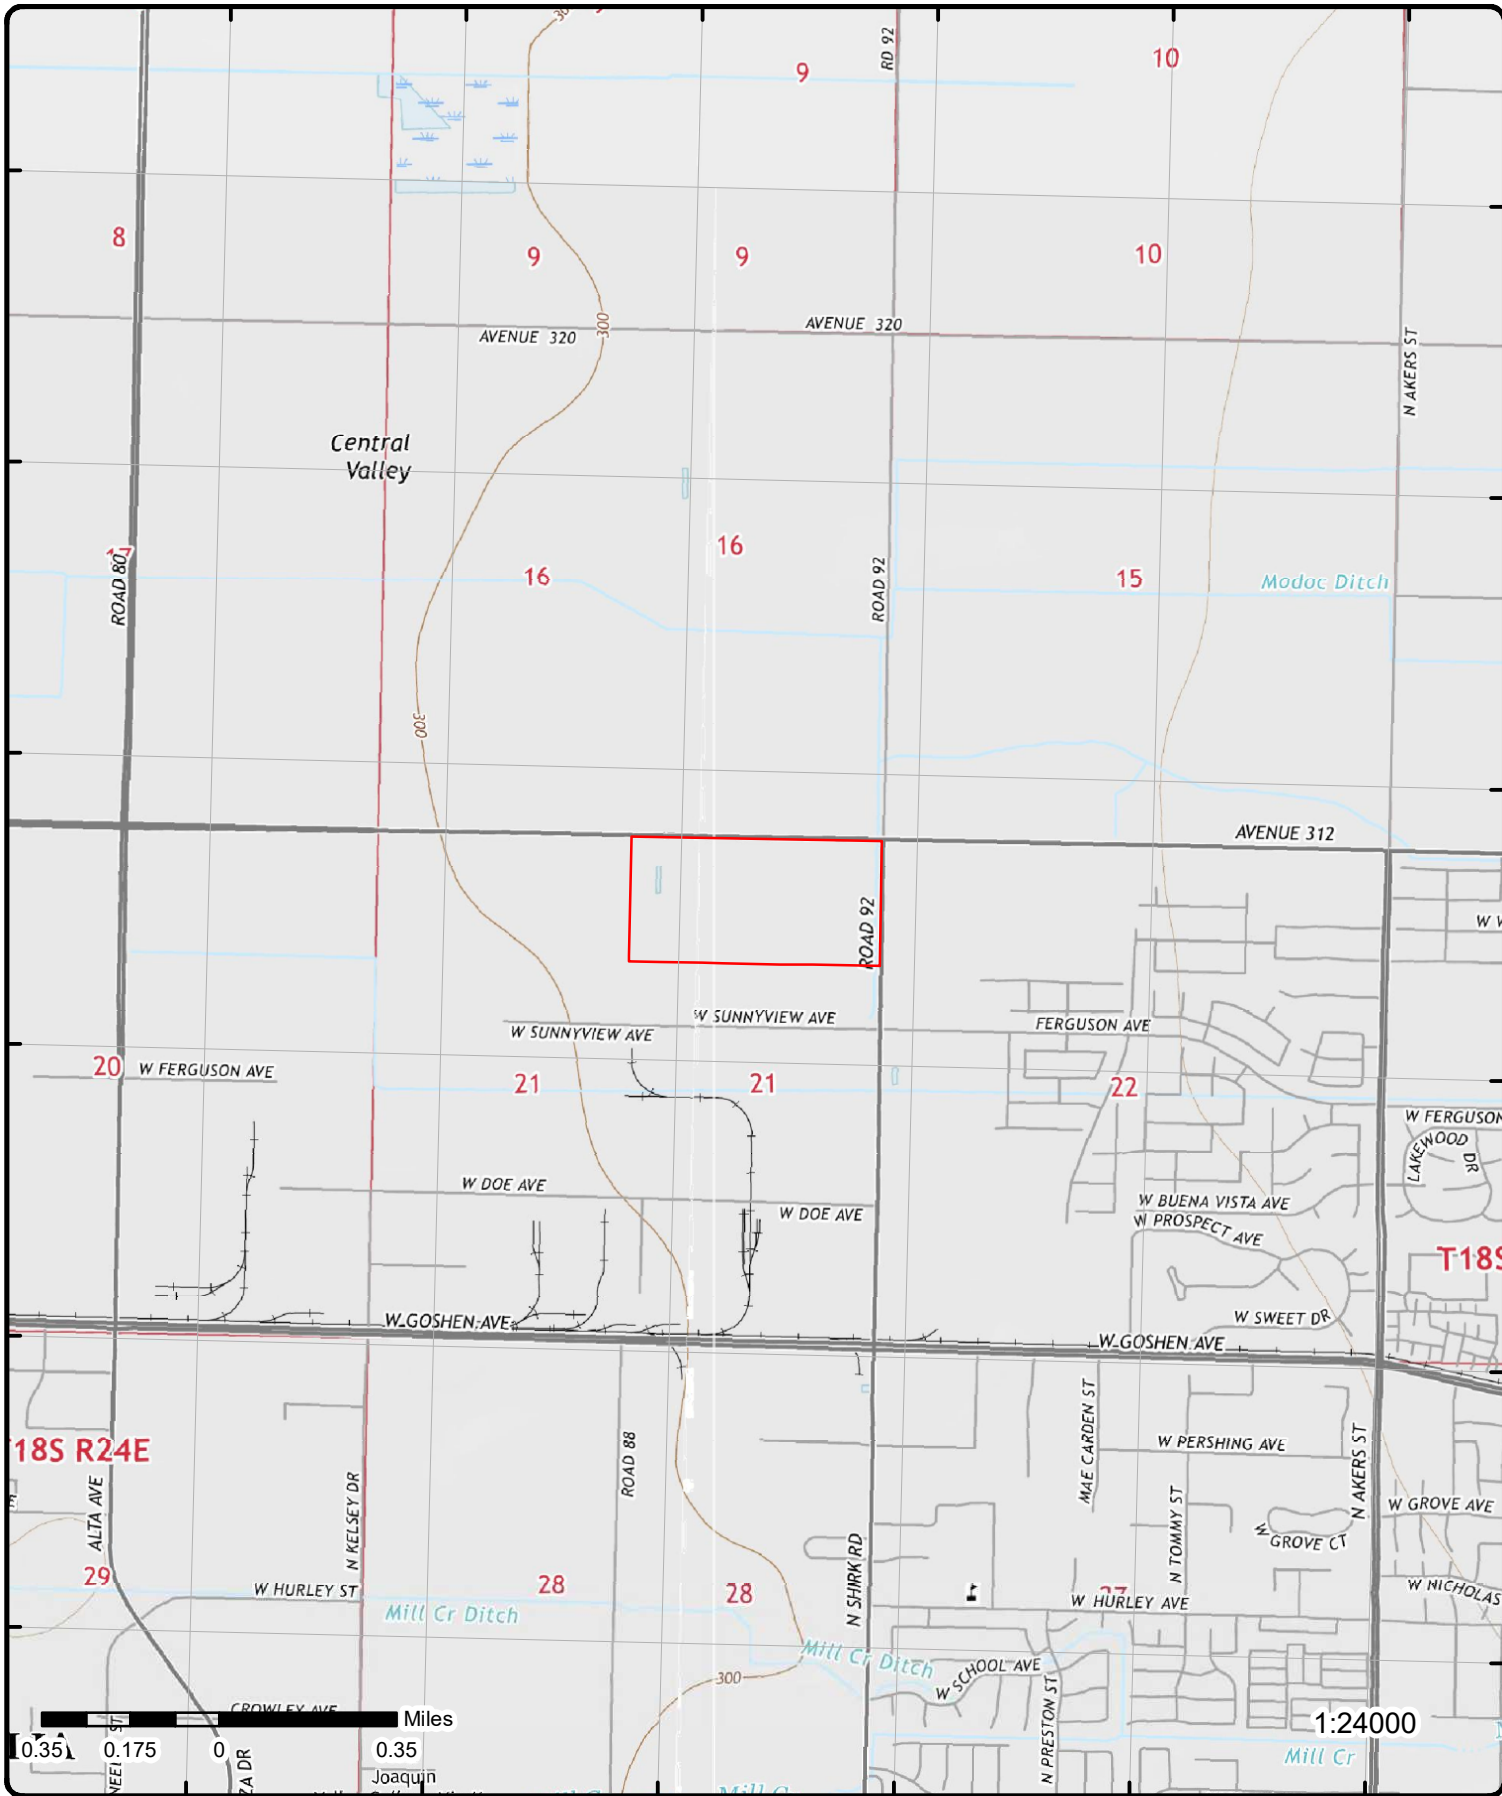 RD 92
9
10
8
9
9
10
AVENUE 320
AVENUE 320
300
N AKERS ST
Central
Valley
ROAD 80
16
16
ROAD 92
15
Modoc Ditch
300
AVENUE 312
ROAD 92
W SUNNYVIEW AVE
W SUNNYVIEW AVE
FERGUSON AVE
20
W FERGUSON AVE
21
21
22
W FERGUSON
LAKEWOOD DR
W DOE AVE
W DOE AVE
W BUENA VISTA AVE
W PROSPECT AVE
T18S
W GOSHEN AVE
W SWEET DR
W GOSHEN AVE
18S R24E
ROAD 88
MAE CARDEN ST
W PERSHING AVE
N AKERS ST
ALTA AVE
N KELSEY DR
N TOMMY ST
W GROVE AVE
W GROVE CT
N SHIRK RD
29
W HURLEY ST
28
28
27
W HURLEY AVE
W NICHOLAS
Mill Cr Ditch
Mill Cr Ditch
W SCHOOL AVE
300
N PRESTON ST
CROWLEY AVE
Miles
0.35 0.175 0 0.35
1:24000
Mill Cr
Joaquin